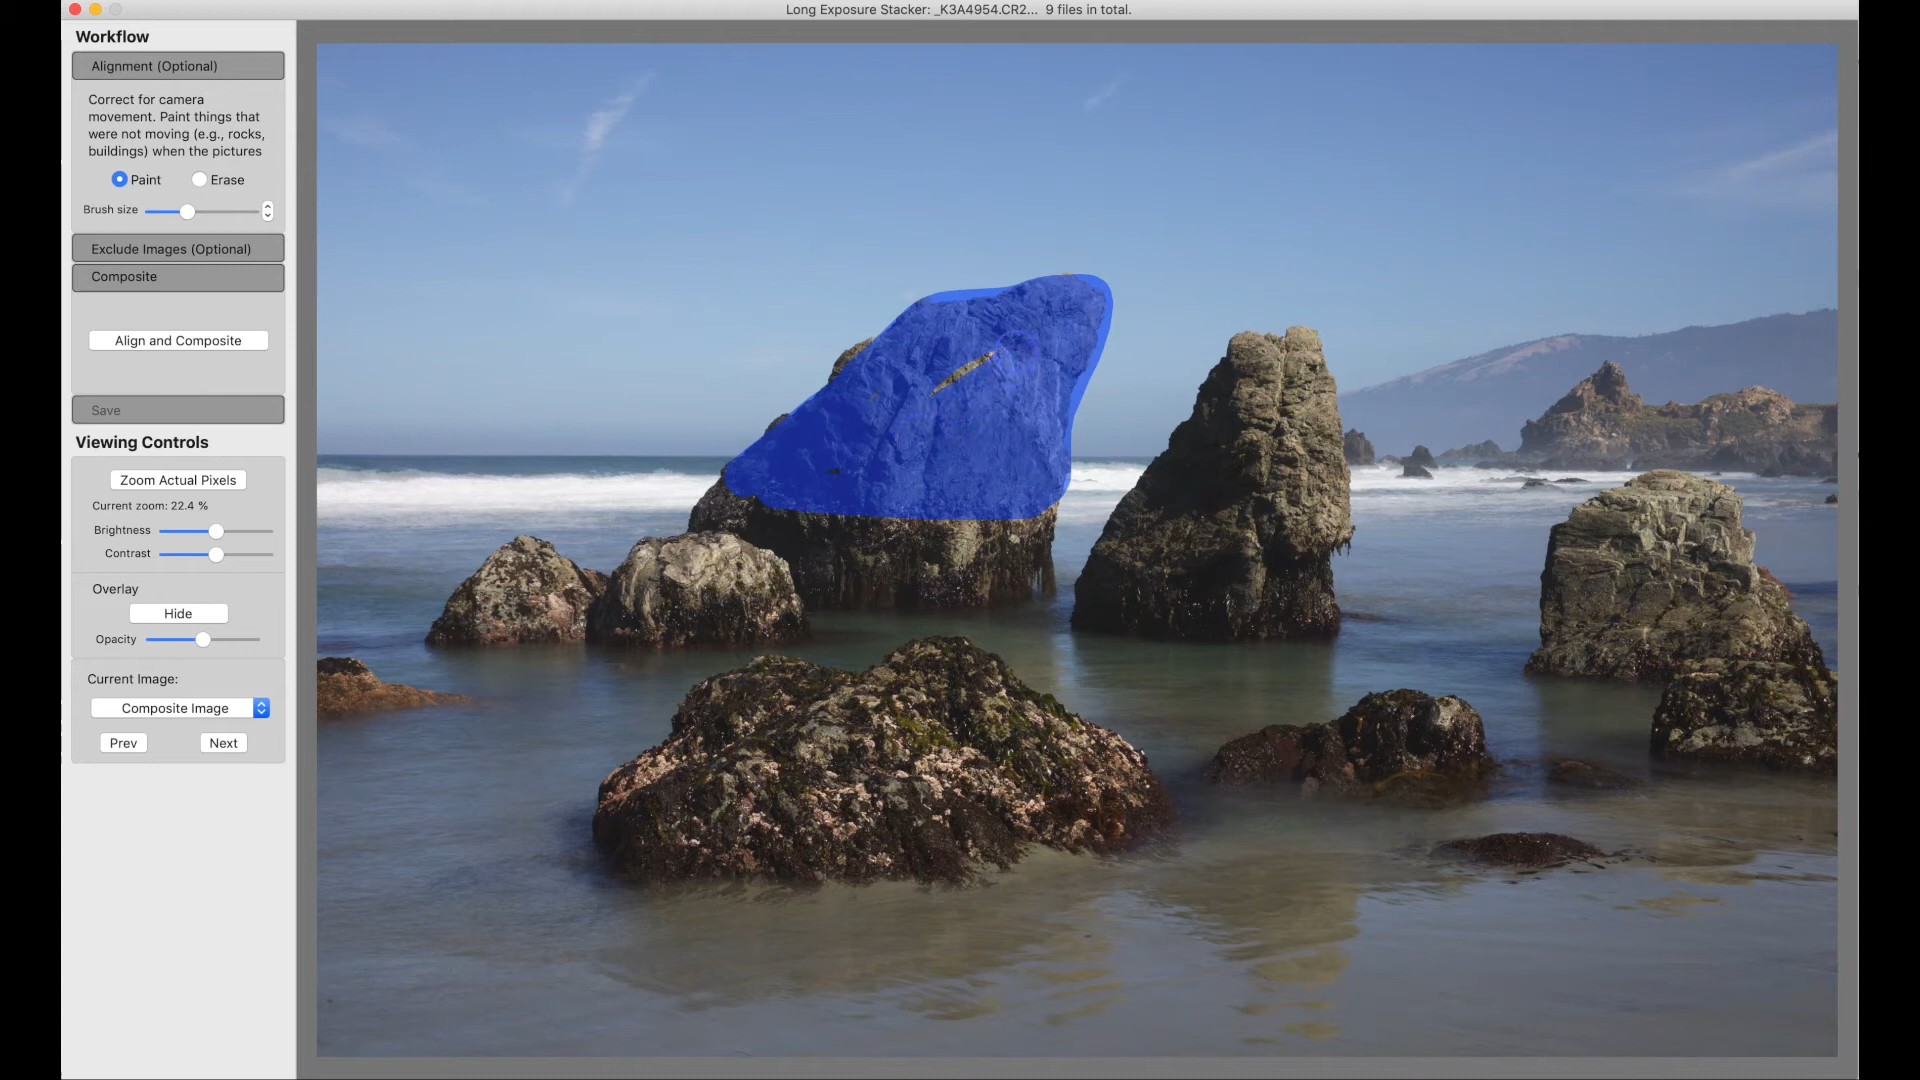 Long Exposure Stacker: _K3A4954.CR2... 9 files in total.
Workflow
Alignment (Optional)
Correct for camera
movement. Paint things that
were not moving (e.g., rocks,
buildings) when the pictures
Paint Erase
Brush size
Exclude Images (Optional)
Composite
Align and Composite
Save
Viewing Controls
Zoom Actual Pixels
Current zoom: 22.4 %
Brightness
Contrast
Overlay
Hide
Opacity
Current Image:
Composite Image
Prev Next